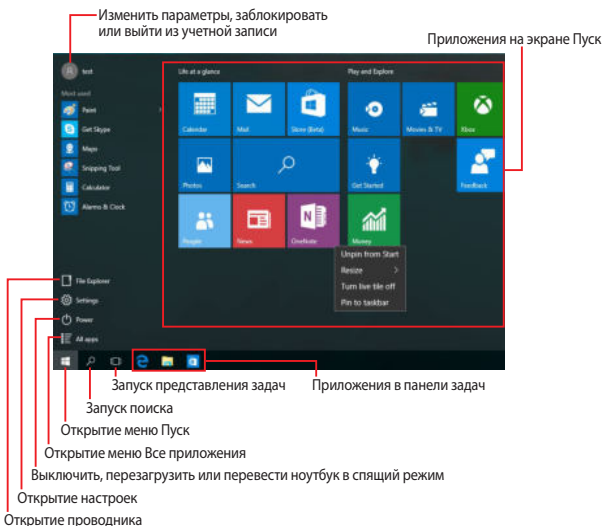 Изменить параметры, заблокировать
или выйти из учетной записи
Приложения на экране Пуск
test
Life at a glance
Play and Explore
Most used
Paint
Get Skype
Maps
Snipping Tool
Calculator
Alarms & Clock
Calendar
Mail
Store (Beta)
Music
Movies & TV
Xbox
Photos
Search
Get Started
Feedback
People
News
OneNote
Money
Unpin from Start
Resize
Turn live tile off
Pin to taskbar
File Explorer
Settings
Power
All apps
Запуск представления задач
Приложения в панели задач
Запуск поиска
Открытие меню Пуск
Открытие меню Все приложения
Выключить, перезагрузить или перевести ноутбук в спящий режим
Открытие настроек
Открытие проводника